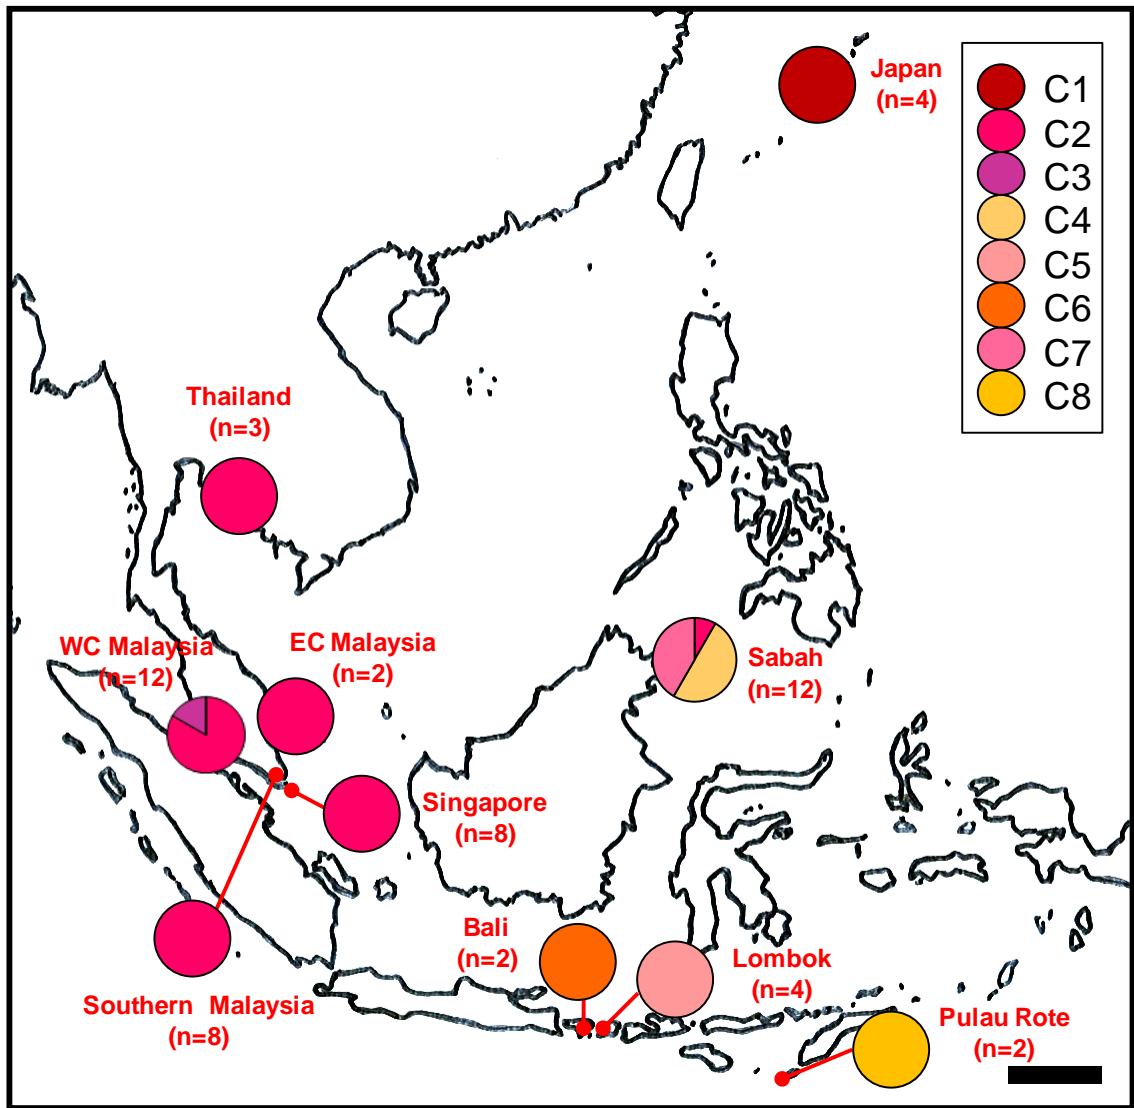 Japan
(n=4)
C1
C2
C3
C4
C5
C6
C7
C8
Thailand
(n=3)
WC Malaysia
(n=12)
EC Malaysia
(n=2)
Sabah
(n=12)
Singapore
(n=8)
Southern Malaysia
(n=8)
Bali
(n=2)
Lombok
(n=4)
Pulau Rote
(n=2)